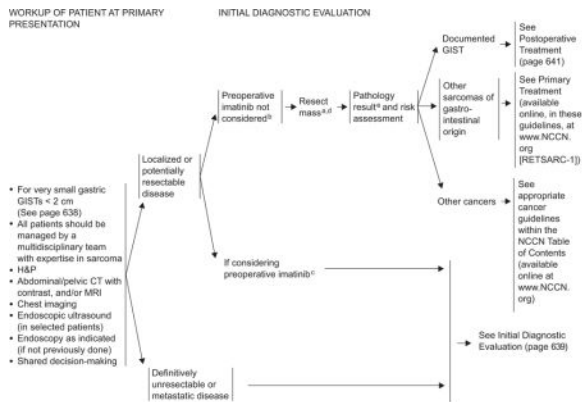 WORKUP OF PATIENT AT PRIMARY
PRESENTATION
INITIAL DIAGNOSTIC EVALUATION
• For very small gastric
GISTs < 2 cm
(See page 638)
• All patients should be
managed by a
multidisciplinary team
with expertise in sarcoma
• H&P
• Abdominal/pelvic CT with
contrast, and/or MRI
• Chest imaging
• Endoscopic ultrasound
(in selected patients)
• Endoscopy as indicated
(if not previously done)
• Shared decision-making
Localized or
potentially
resectable
disease
Definitively
unresectable or
metastatic disease
Preoperative
imatinib not
consideredᵇ
Resect
massᵃ,ᵈ
Pathology
resultᵃ and risk
assessment
If considering
preoperative imatinibᶜ
Documented
GIST
See
Postoperative
Treatment
(page 641)
Other
sarcomas of
gastro-
intestinal
origin
See Primary
Treatment
(available
online, in these
guidelines, at
www.NCCN.
org
[RETSARC-1])
Other cancers
See
appropriate
cancer
guidelines
within the
NCCN Table
of Contents
(available
online at
www.NCCN.
org)
See Initial Diagnostic
Evaluation (page 639)